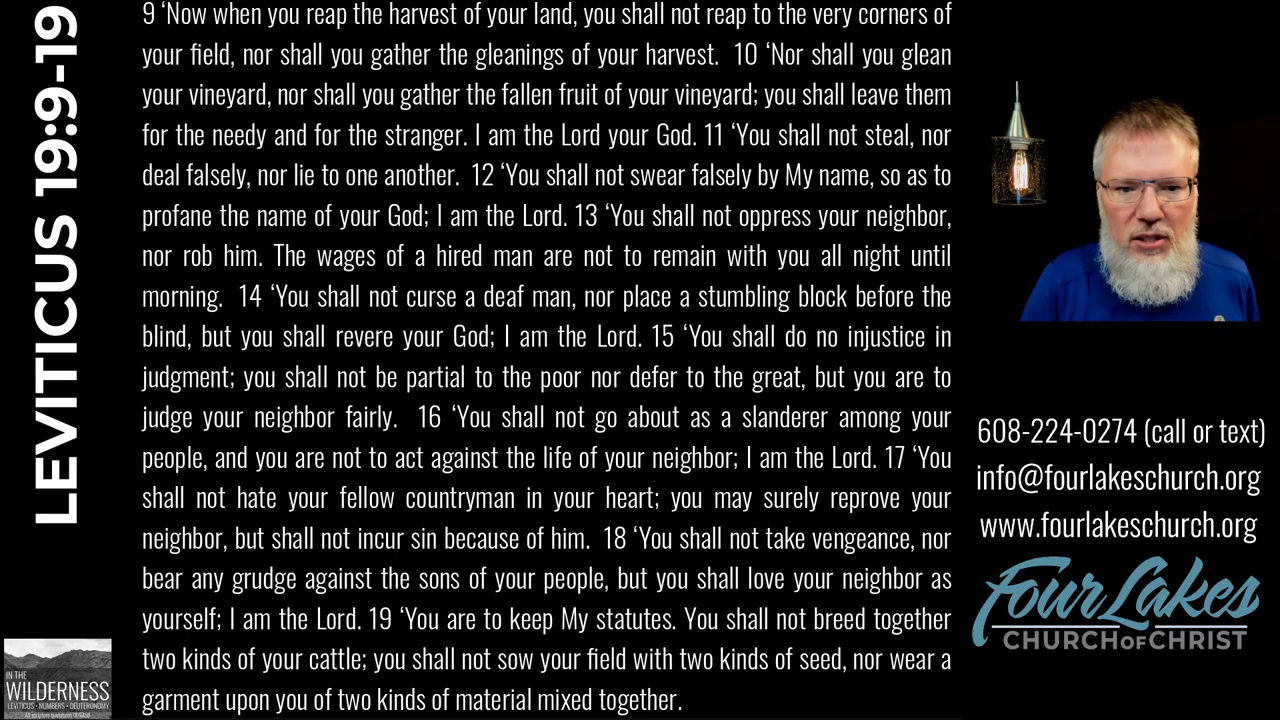 LEVITICUS 19:9-19
9 ‘Now when you reap the harvest of your land, you shall not reap to the very corners of
your field, nor shall you gather the gleanings of your harvest. 10 ‘Nor shall you glean
your vineyard, nor shall you gather the fallen fruit of your vineyard; you shall leave them
for the needy and for the stranger. I am the Lord your God. 11 ‘You shall not steal, nor
deal falsely, nor lie to one another. 12 ‘You shall not swear falsely by My name, so as to
profane the name of your God; I am the Lord. 13 ‘You shall not oppress your neighbor,
nor rob him. The wages of a hired man are not to remain with you all night until
morning. 14 ‘You shall not curse a deaf man, nor place a stumbling block before the
blind, but you shall revere your God; I am the Lord. 15 ‘You shall do no injustice in
judgment; you shall not be partial to the poor nor defer to the great, but you are to
judge your neighbor fairly. 16 ‘You shall not go about as a slanderer among your
people, and you are not to act against the life of your neighbor; I am the Lord. 17 ‘You
shall not hate your fellow countryman in your heart; you may surely reprove your
neighbor, but shall not incur sin because of him. 18 ‘You shall not take vengeance, nor
bear any grudge against the sons of your people, but you shall love your neighbor as
yourself; I am the Lord. 19 ‘You are to keep My statutes. You shall not breed together
two kinds of your cattle; you shall not sow your field with two kinds of seed, nor wear a
garment upon you of two kinds of material mixed together.
608-224-0274 (call or text)
info@fourlakeschurch.org
www.fourlakeschurch.org
Four Lakes
CHURCH OF CHRIST
IN THE
WILDERNESS
LEVITICUS • NUMBERS • DEUTERONOMY